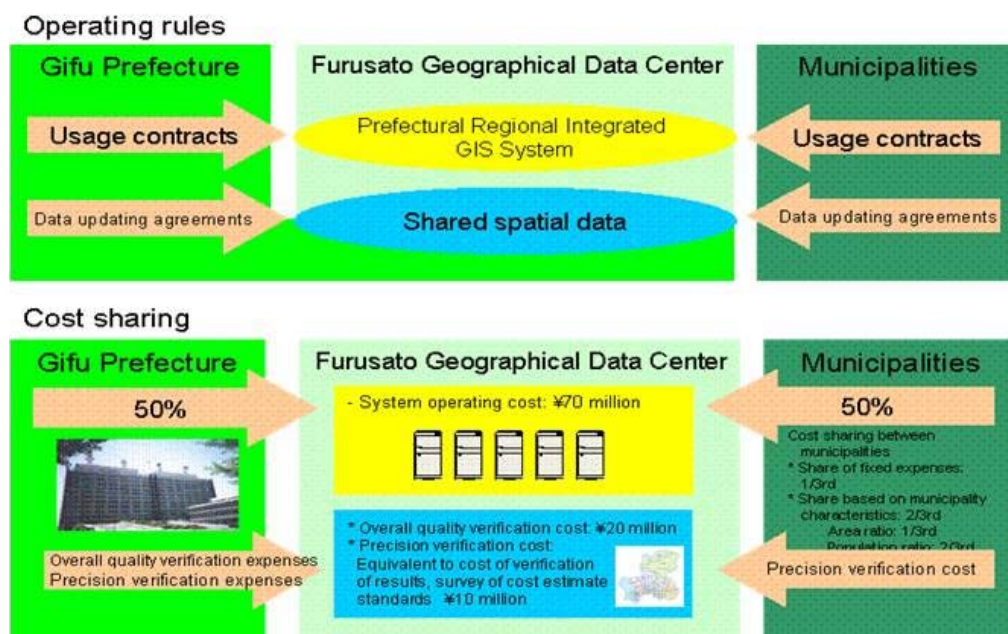 Operating rules
Gifu Prefecture
Furusato Geographical Data Center
Municipalities
Usage contracts
Prefectural Regional Integrated
GIS System
Usage contracts
Data updating agreements
Shared spatial data
Data updating agreements
Cost sharing
Gifu Prefecture
Furusato Geographical Data Center
Municipalities
50%
- System operating cost: ¥70 million
50%
Cost sharing between
municipalities
* Share of fixed expenses:
1/3rd
* Share based on municipality
characteristics: 2/3rd
Area ratio: 1/3rd
Population ratio: 2/3rd
Overall quality verification expenses
Precision verification expenses
* Overall quality verification cost: ¥20 million
* Precision verification cost:
Equivalent to cost of verification
of results, survey of cost estimate
standards ¥10 million
Precision verification cost